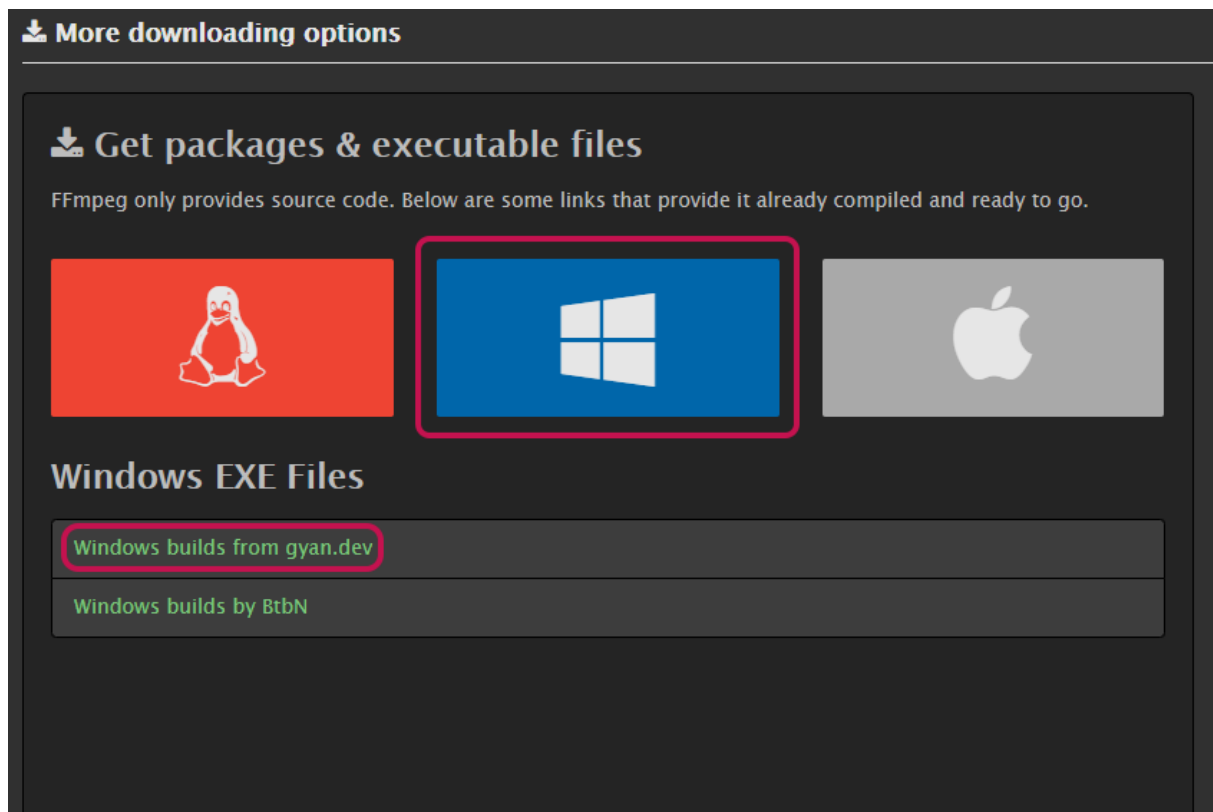 More downloading options
Get packages & executable files
FFmpeg only provides source code. Below are some links that provide it already compiled and ready to go.
Windows EXE Files
Windows builds from gyan.dev
Windows builds by BtbN